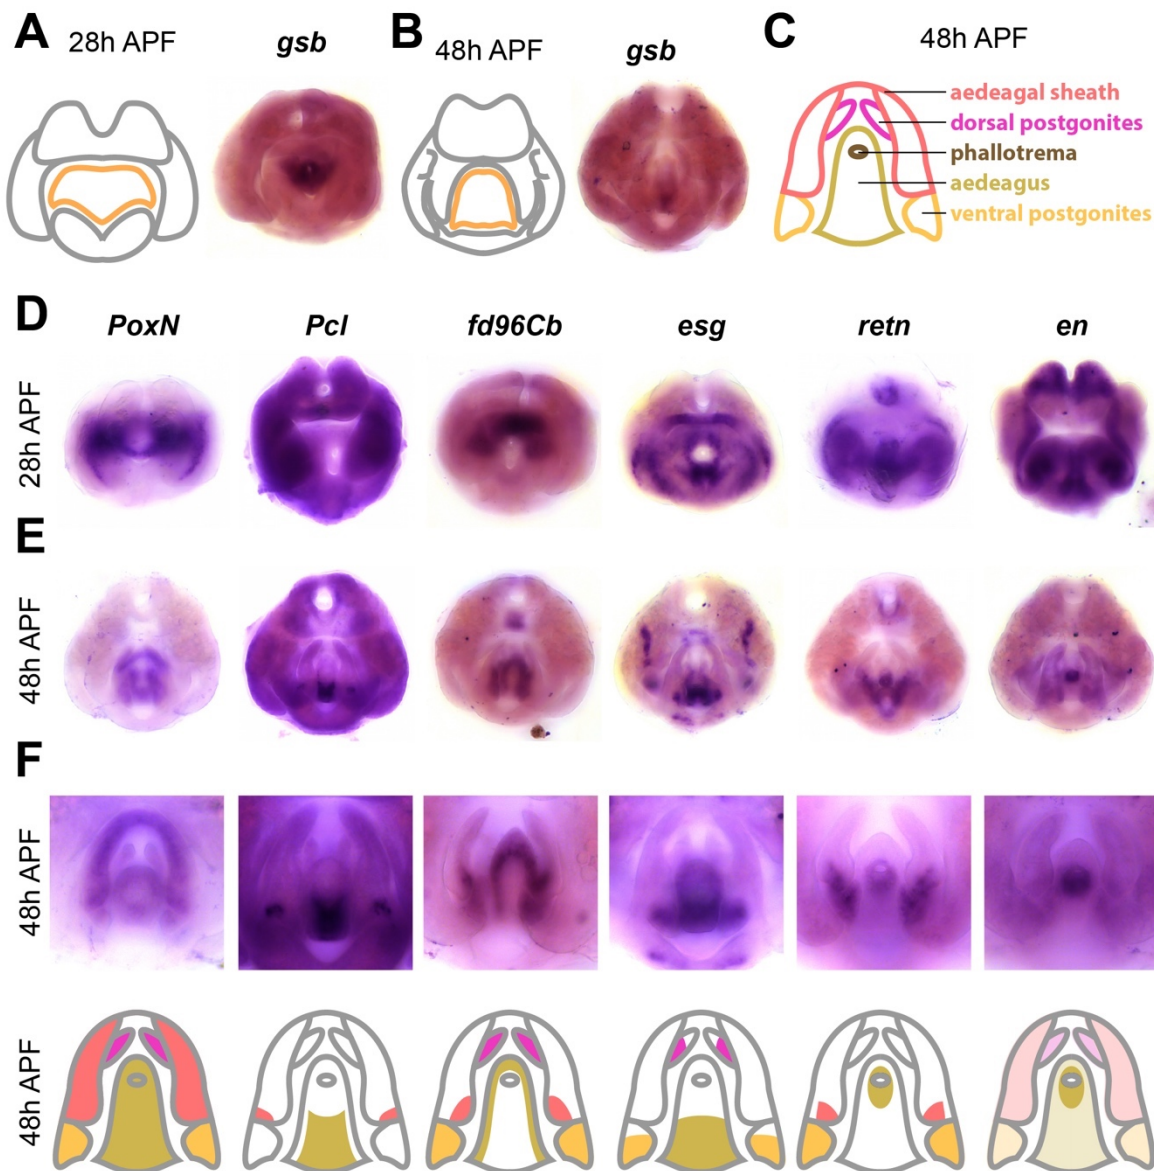 A 28h APF gsb
B 48h APF gsb
C 48h APF
aedeagal sheath
dorsal postgonites
phallotrema
aedeagus
ventral postgonites
D PoxN Pcl fd96Cb esg retn en
28h APF
E
48h APF
F
48h APF
48h APF